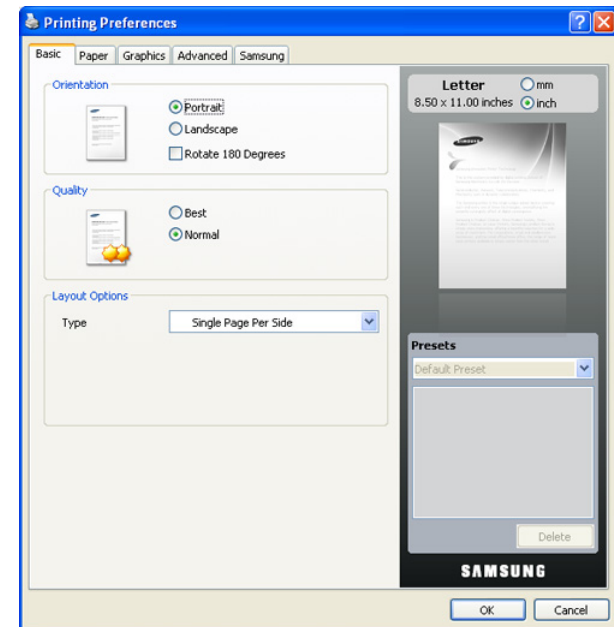 Printing Preferences
Basic Paper Graphics Advanced Samsung
Orientation
Portrait
Landscape
Rotate 180 Degrees
Quality
Best
Normal
Layout Options
Type Single Page Per Side
Letter mm
8.50 x 11.00 inches inch
SAMSUNG
Presets
Default Preset
Delete
SAMSUNG
OK Cancel